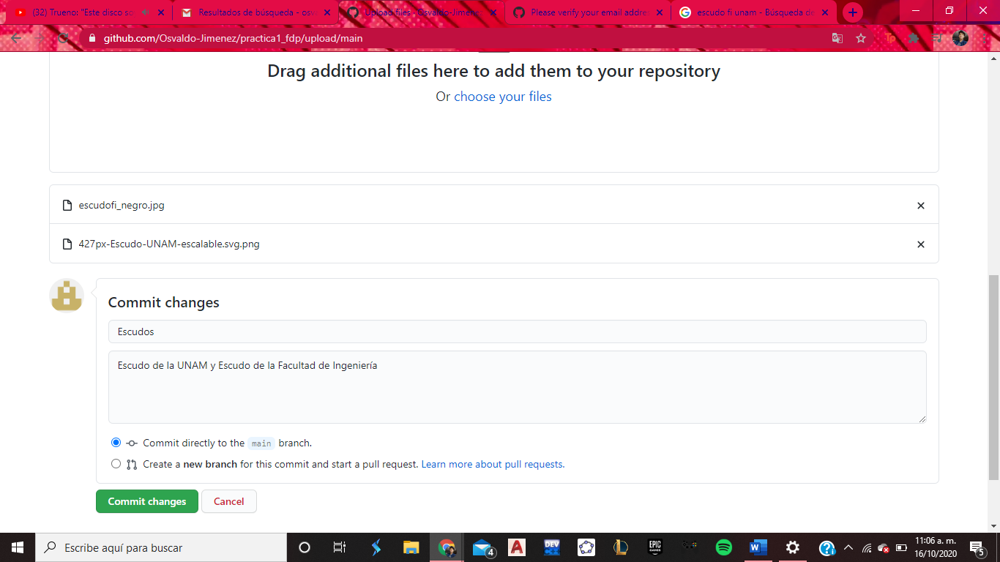 (32) Trueno: "Este disco so
Resultados de búsqueda - osv
Upload files · Osvaldo-Jimenez
Please verify your email addre
escudo fi unam - Búsqueda de
github.com/Osvaldo-Jimenez/practica1_fdp/upload/main
Drag additional files here to add them to your repository
Or choose your files
escudofi_negro.jpg
427px-Escudo-UNAM-escalable.svg.png
Commit changes
Escudos
Escudo de la UNAM y Escudo de la Facultad de Ingeniería
Commit directly to the main branch.
Create a new branch for this commit and start a pull request. Learn more about pull requests.
Commit changes
Cancel
Escribe aquí para buscar
4
A
DEV
L
EPIC
GAMES
W
11:06 a. m.
16/10/2020
5